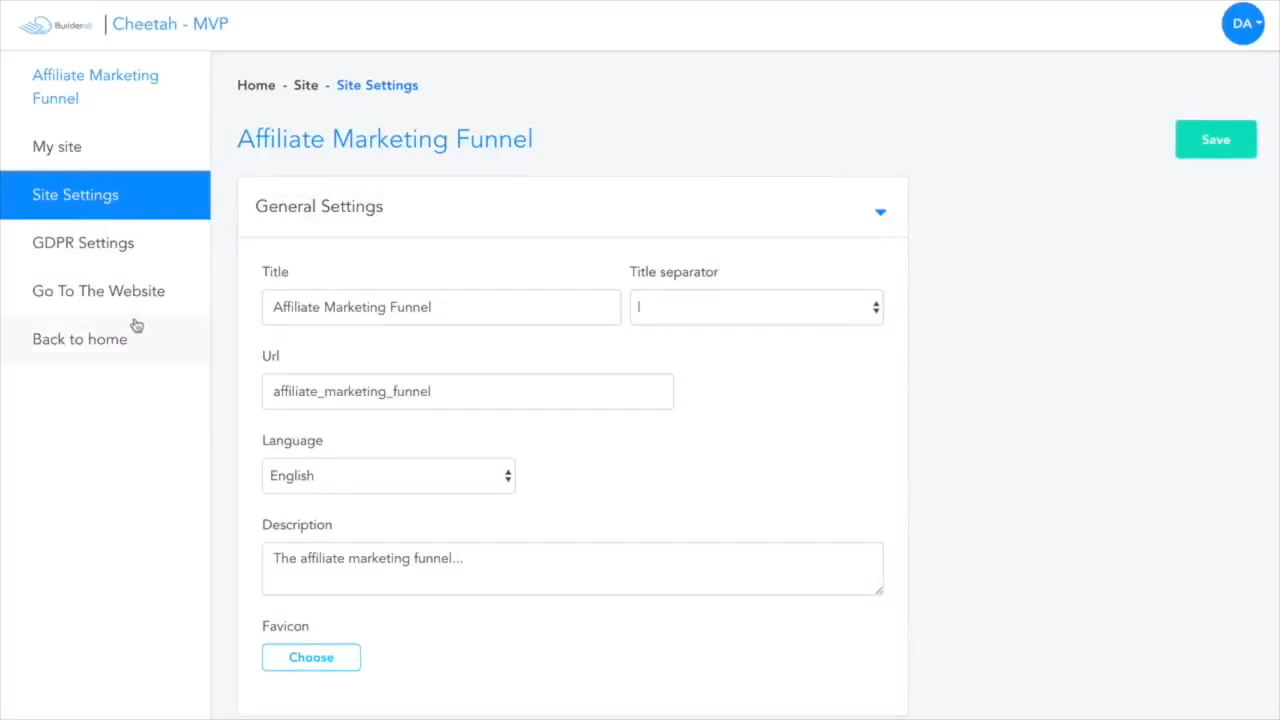 Builderall
Cheetah - MVP
DA
Affiliate Marketing
Funnel
My site
Site Settings
GDPR Settings
Go To The Website
Back to home
Home - Site - Site Settings
Affiliate Marketing Funnel
Save
General Settings
Title
Title separator
Affiliate Marketing Funnel
|
Url
affiliate_marketing_funnel
Language
English
Description
The affiliate marketing funnel...
Favicon
Choose